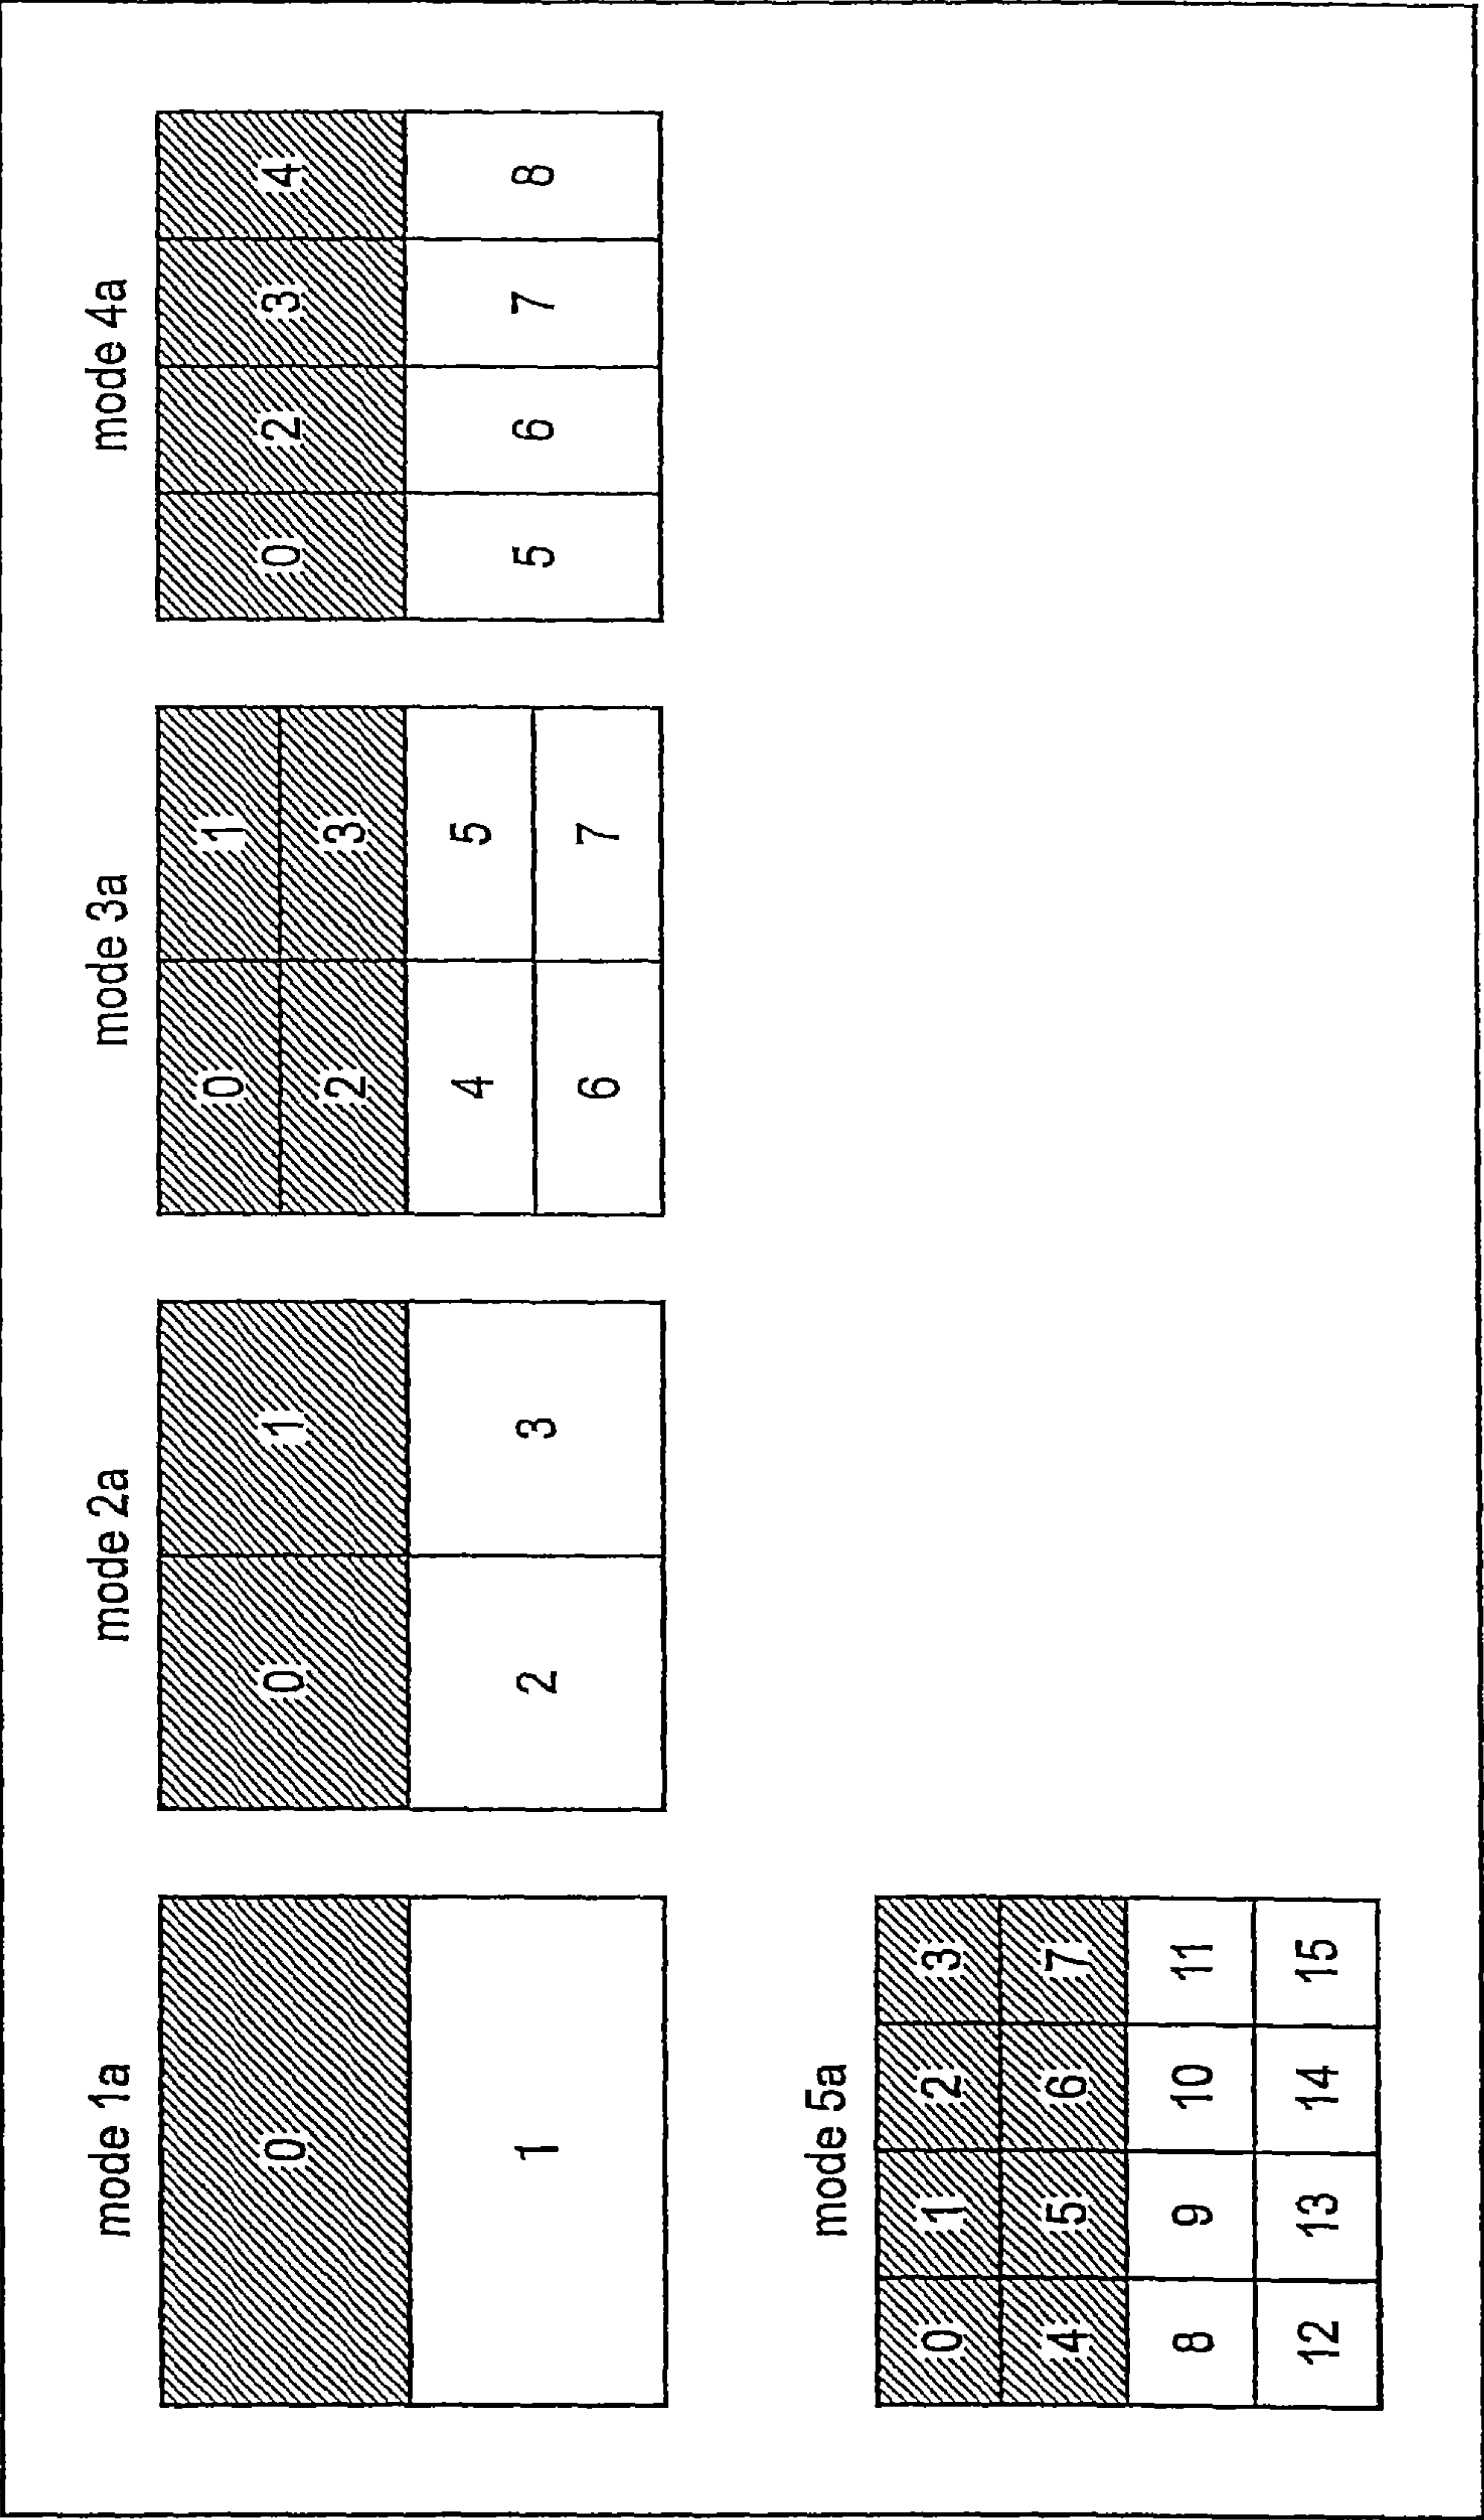 mode 1a
0
1
mode 2a
0 1
2 3
mode 3a
0 1
2 3
4 5
6 7
mode 4a
0 2 3 4
5 6 7 8
mode 5a
0 1 2 3
4 5 6 7
8 9 10 11
12 13 14 15